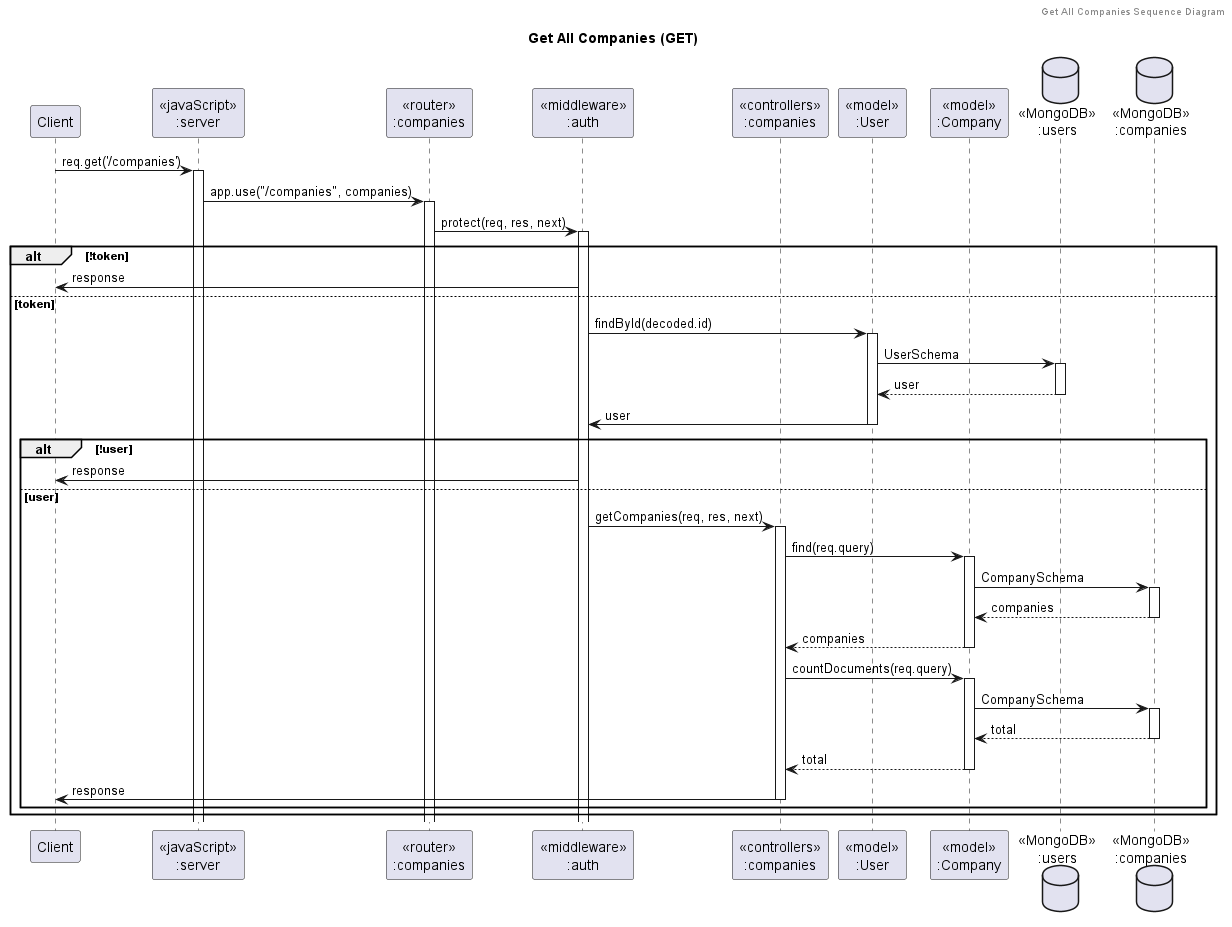 Get All Companies Sequence Diagram
Get All Companies (GET)
Client
«javaScript»
:server
«router»
:companies
«middleware»
:auth
«controllers»
:companies
«model»
:User
«model»
:Company
«MongoDB»
:users
«MongoDB»
:companies
req.get('/companies')
app.use("/companies", companies)
protect(req, res, next)
alt [!token]
response
[token]
findById(decoded.id)
UserSchema
user
user
alt [!user]
response
[user]
getCompanies(req, res, next)
find(req.query)
CompanySchema
companies
companies
countDocuments(req.query)
CompanySchema
total
total
response
Client
«javaScript»
:server
«router»
:companies
«middleware»
:auth
«controllers»
:companies
«model»
:User
«model»
:Company
«MongoDB»
:users
«MongoDB»
:companies